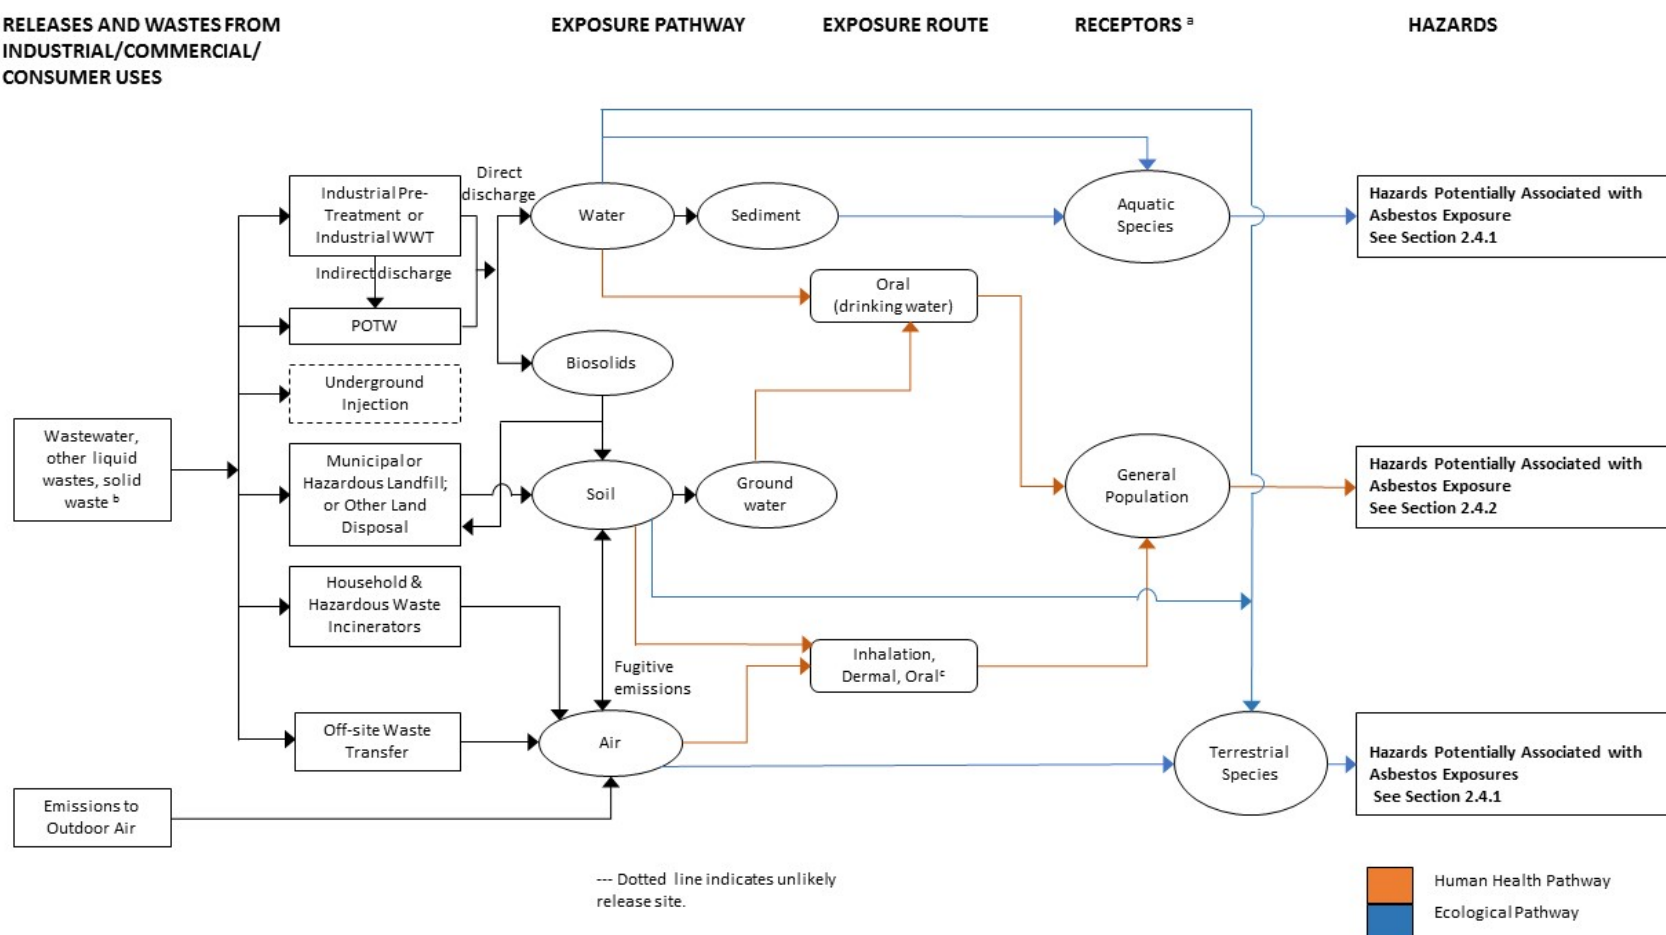 RELEASES AND WASTES FROM
INDUSTRIAL/COMMERCIAL/
CONSUMER USES
EXPOSURE PATHWAY
EXPOSURE ROUTE
RECEPTORS a
HAZARDS
Industrial Pre-
Treatment or
Industrial WWT
Direct
discharge
Water
Sediment
Aquatic
Species
Hazards Potentially Associated with
Asbestos Exposure
See Section 2.4.1
Indirect discharge
POTW
Oral
(drinking water)
Biosolids
Underground
Injection
Wastewater,
other liquid
wastes, solid
waste b
Municipal or
Hazardous Landfill;
or Other Land
Disposal
Soil
Ground
water
General
Population
Hazards Potentially Associated with
Asbestos Exposure
See Section 2.4.2
Household &
Hazardous Waste
Incinerators
Fugitive
emissions
Inhalation,
Dermal, Oralc
Off-site Waste
Transfer
Air
Terrestrial
Species
Hazards Potentially Associated with
Asbestos Exposures
See Section 2.4.1
Emissions to
Outdoor Air
--- Dotted line indicates unlikely
release site.
Human Health Pathway
Ecological Pathway